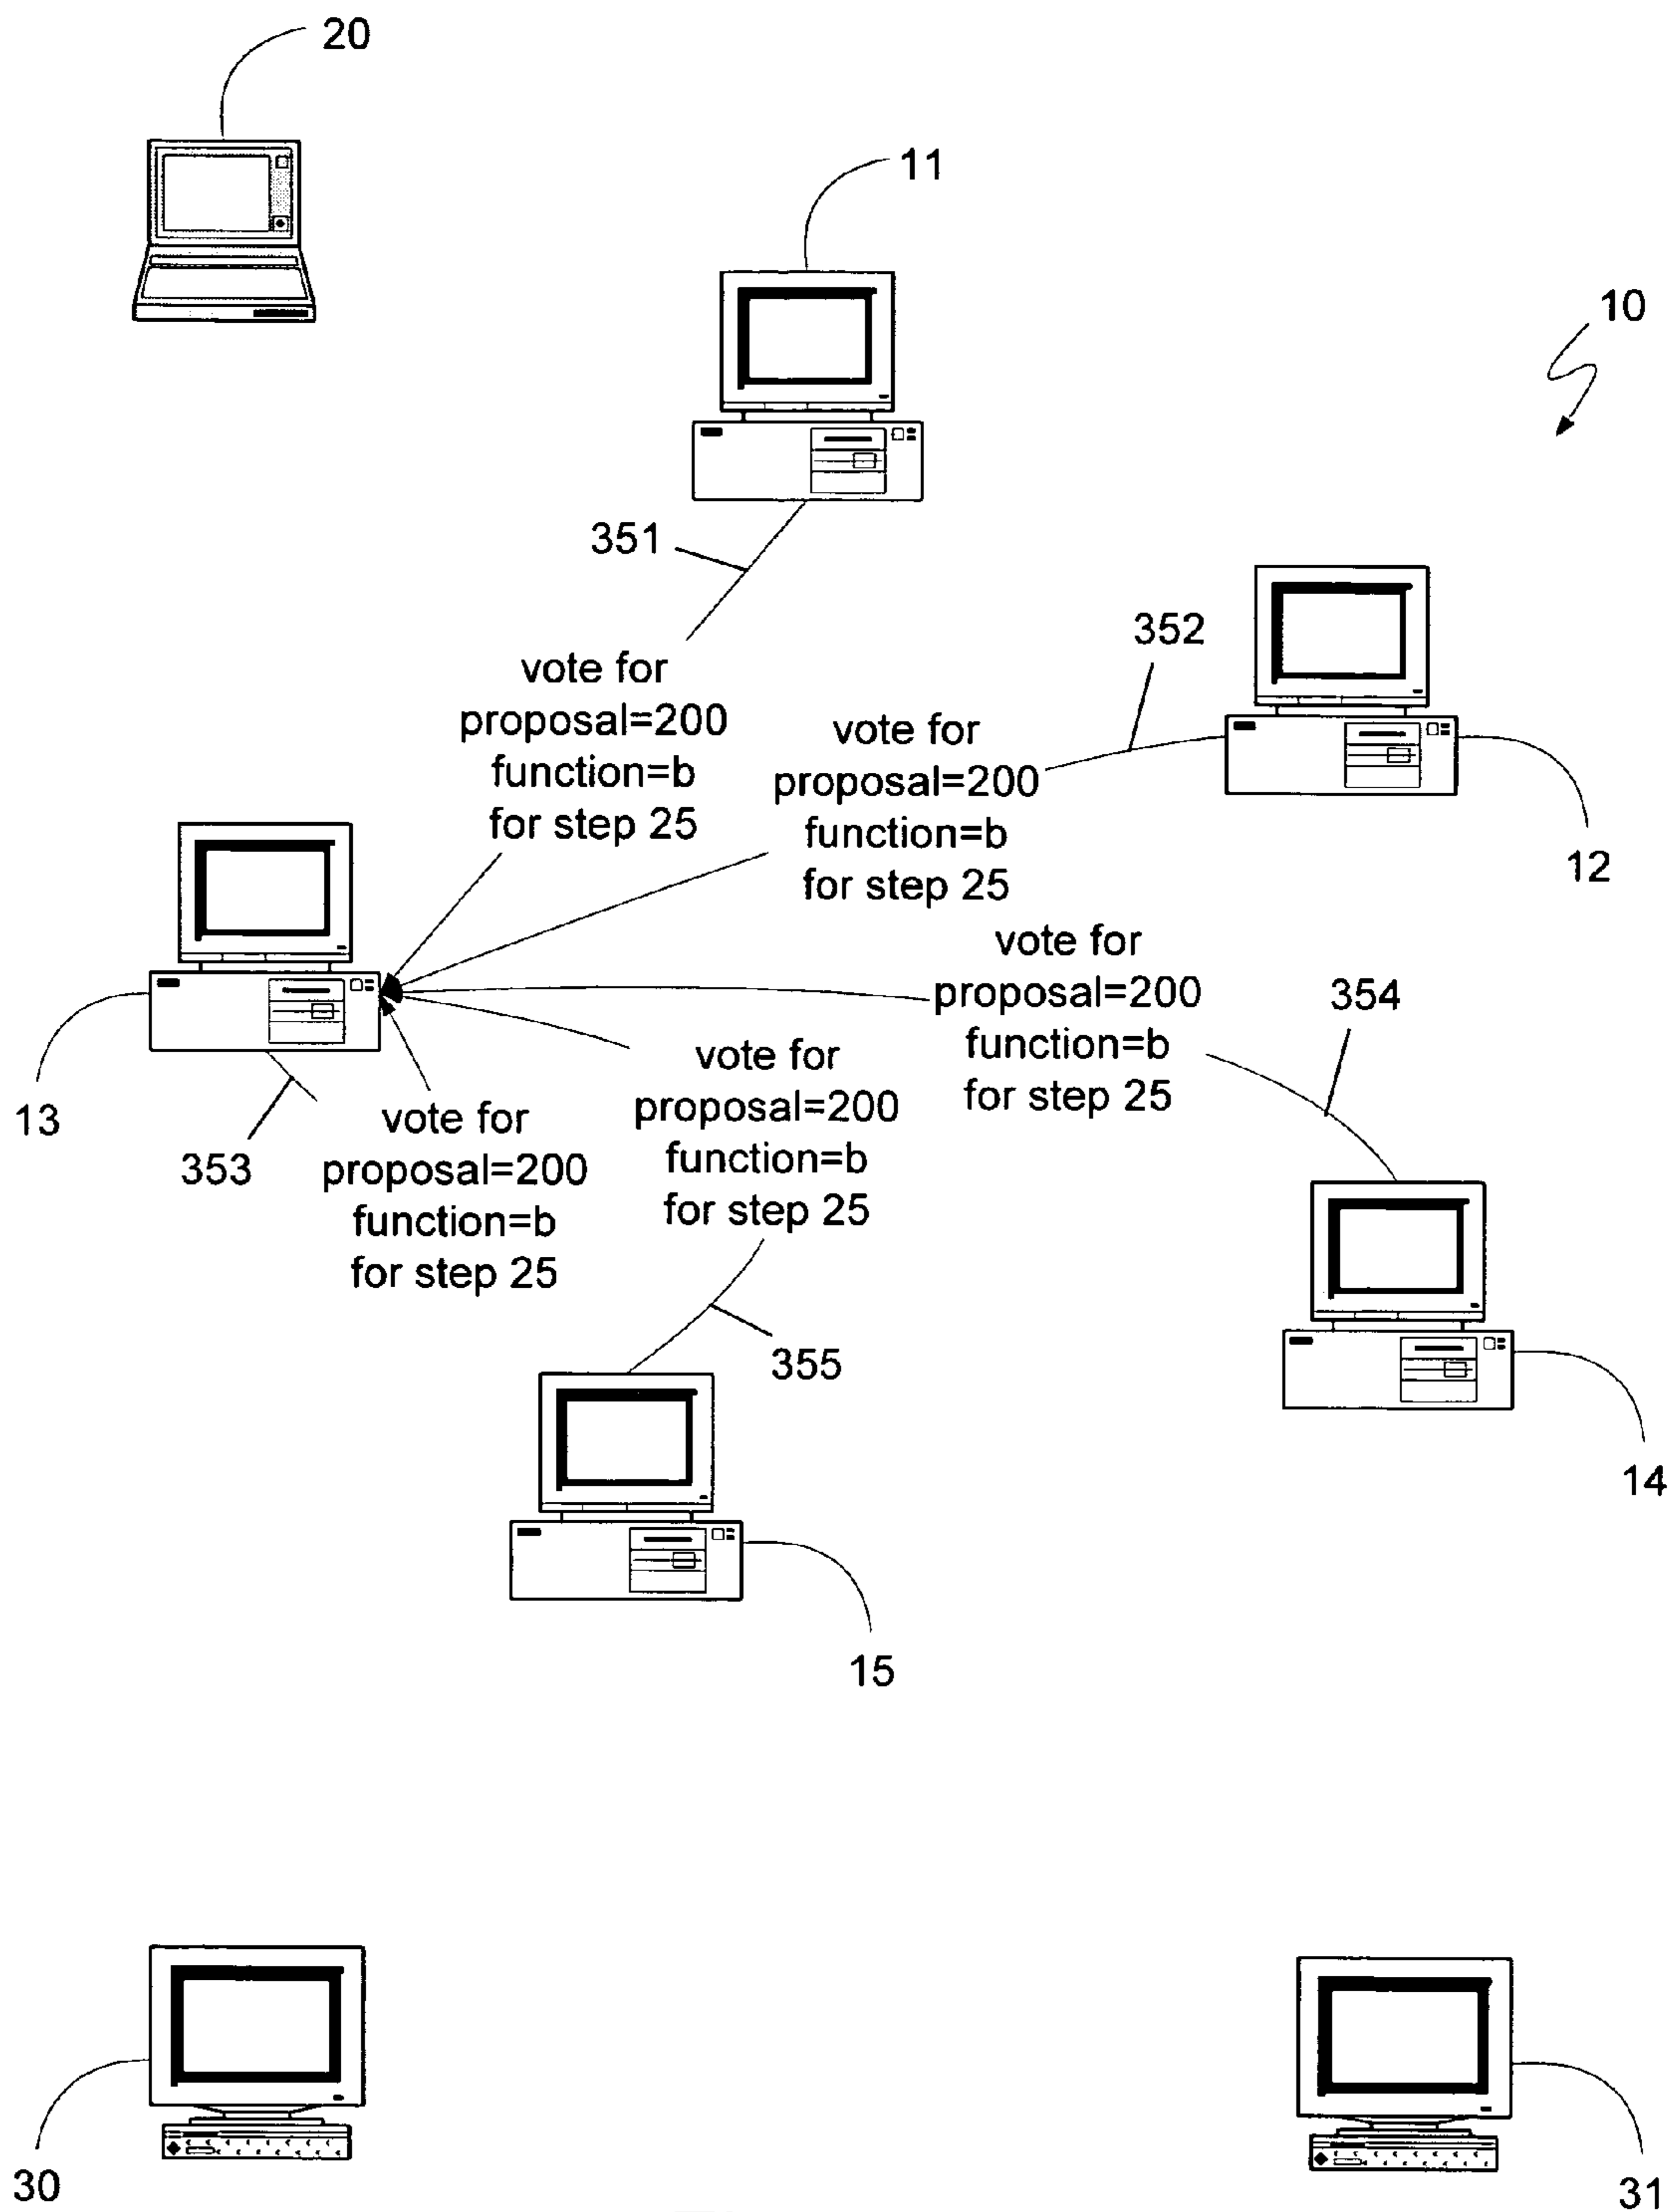 20
11
10
351
352
vote for
proposal=200
function=b
for step 25
vote for
proposal=200
function=b
for step 25
12
vote for
proposal=200
function=b
for step 25
354
13
353
vote for
proposal=200
function=b
for step 25
vote for
proposal=200
function=b
for step 25
355
14
15
30
31